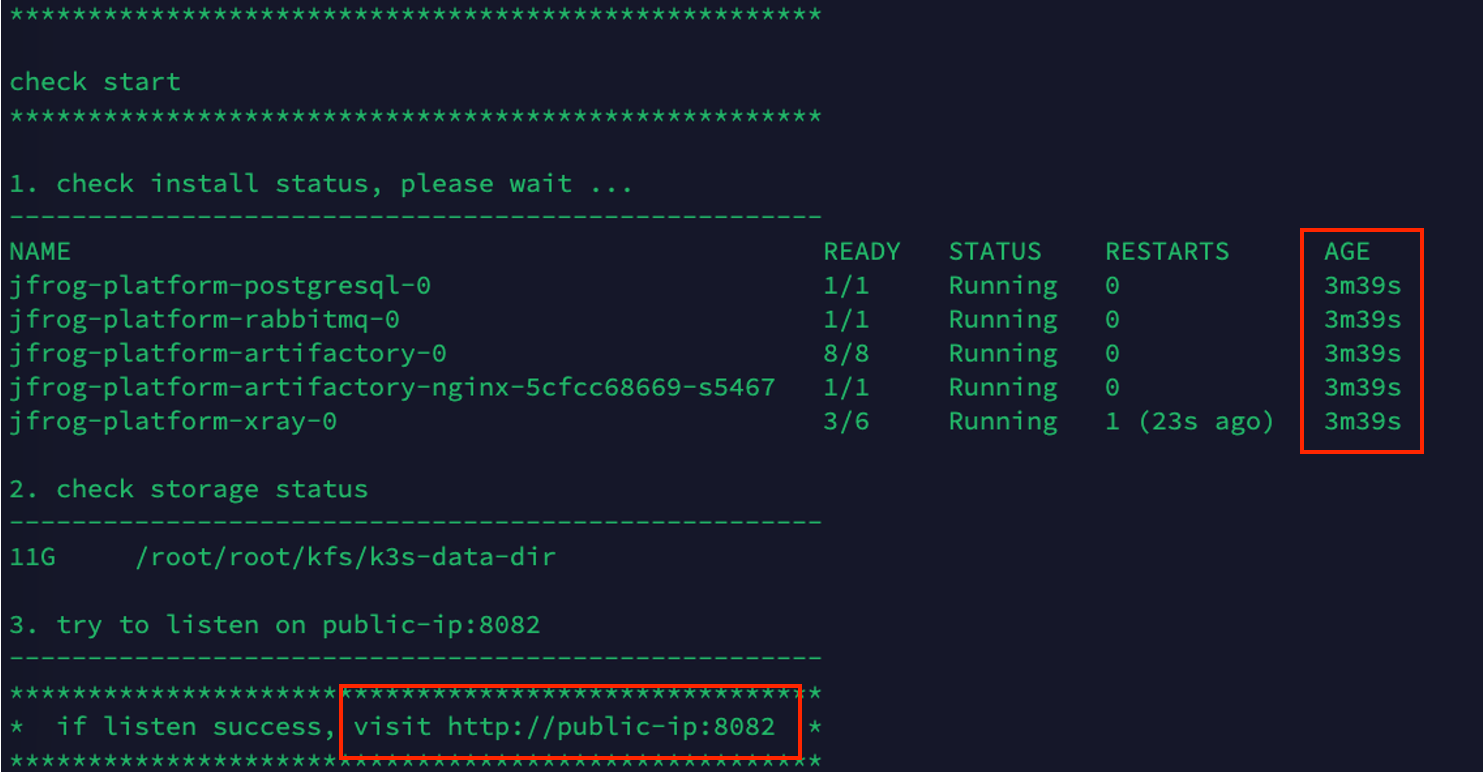 ****************************************************
check start
****************************************************
1. check install status, please wait ...
----------------------------------------------------
NAME READY STATUS RESTARTS AGE
jfrog-platform-postgresql-0 1/1 Running 0 3m39s
jfrog-platform-rabbitmq-0 1/1 Running 0 3m39s
jfrog-platform-artifactory-0 8/8 Running 0 3m39s
jfrog-platform-artifactory-nginx-5cfcc68669-s5467 1/1 Running 0 3m39s
jfrog-platform-xray-0 3/6 Running 1 (23s ago) 3m39s
2. check storage status
----------------------------------------------------
11G /root/root/kfs/k3s-data-dir
3. try to listen on public-ip:8082
----------------------------------------------------
****************************************************
* if listen success, visit http://public-ip:8082 *
****************************************************